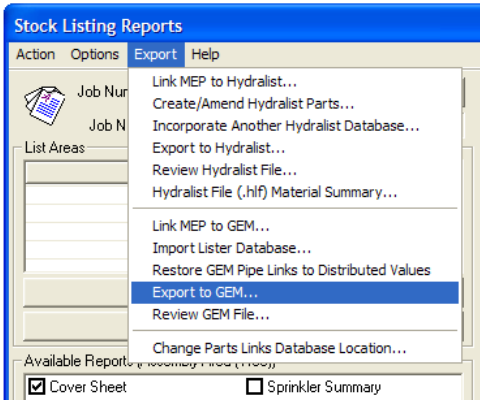 Stock Listing Reports
Action Options Export Help
Job Nur
Job N
List Areas
Link MEP to Hydralist...
Create/Amend Hydralist Parts...
Incorporate Another Hydralist Database...
Export to Hydralist...
Review Hydralist File...
Hydralist File (.hlf) Material Summary...
Link MEP to GEM...
Import Lister Database...
Restore GEM Pipe Links to Distributed Values
Export to GEM...
Review GEM File...
Change Parts Links Database Location...
Available Reports
Cover Sheet Sprinkler Summary